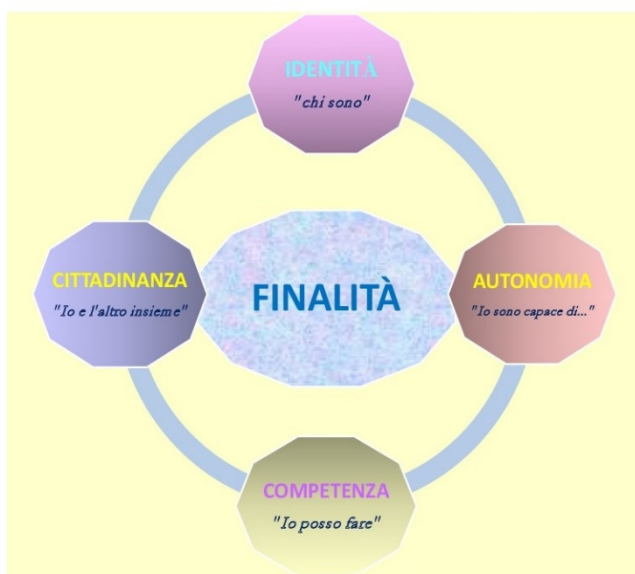 IDENTITÀ
"chi sono"
CITTADINANZA
"Io e l'altro insieme"
FINALITÀ
AUTONOMIA
"Io sono capace di..."
COMPETENZA
"Io posso fare"